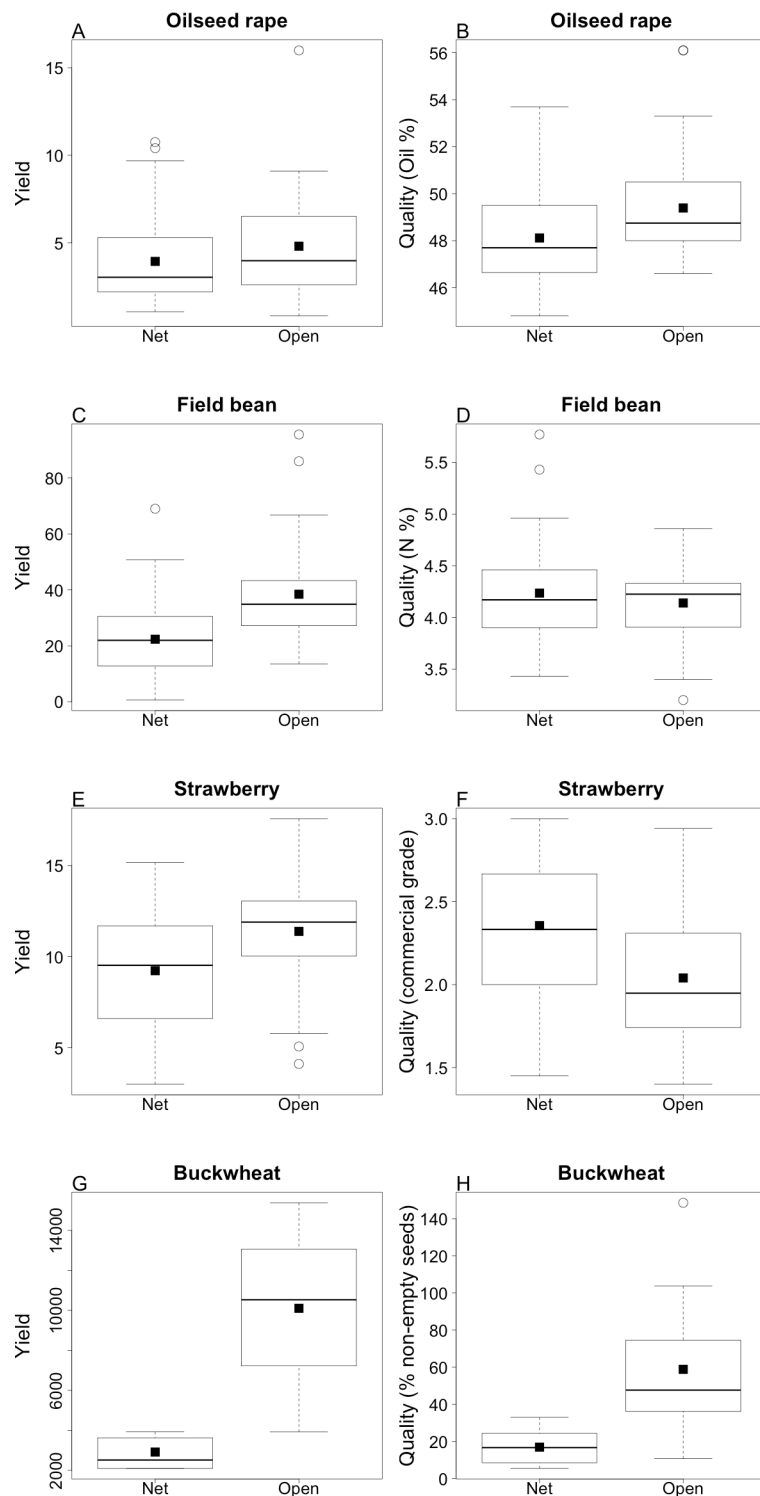 A
Oilseed rape
Yield
15
10
5
Net
Open
B
Oilseed rape
Quality (Oil %)
56
54
52
50
48
46
Net
Open
C
Field bean
Yield
80
60
40
20
0
Net
Open
D
Field bean
Quality (N %)
5.5
5.0
4.5
4.0
3.5
Net
Open
E
Strawberry
Yield
15
10
5
Net
Open
F
Strawberry
Quality (commercial grade)
3.0
2.5
2.0
1.5
Net
Open
G
Buckwheat
Yield
14000
10000
6000
2000
Net
Open
H
Buckwheat
Quality (% non-empty seeds)
140
120
100
80
60
40
20
0
Net
Open